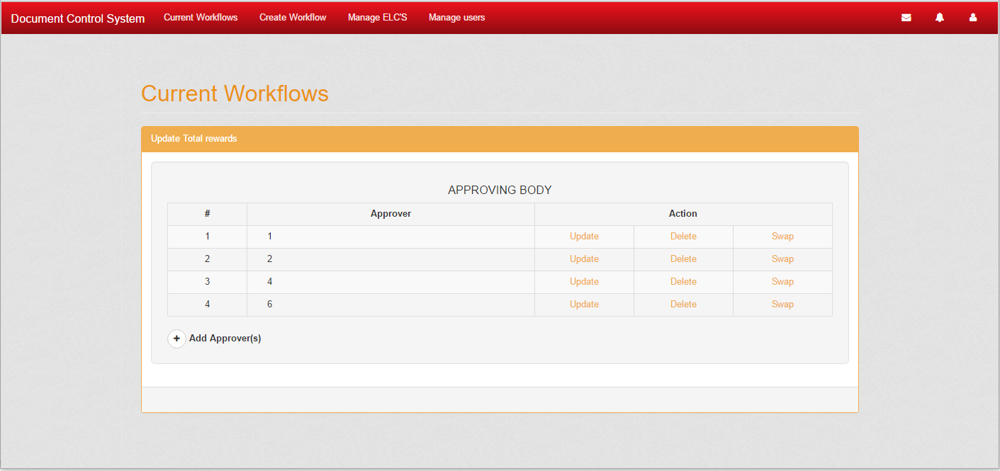 Document Control System Current Workflows Create Workflow Manage ELC'S Manage users
Current Workflows
Update Total rewards
APPROVING BODY
# Approver Action
1 1 Update Delete Swap
2 2 Update Delete Swap
3 4 Update Delete Swap
4 6 Update Delete Swap
+ Add Approver(s)